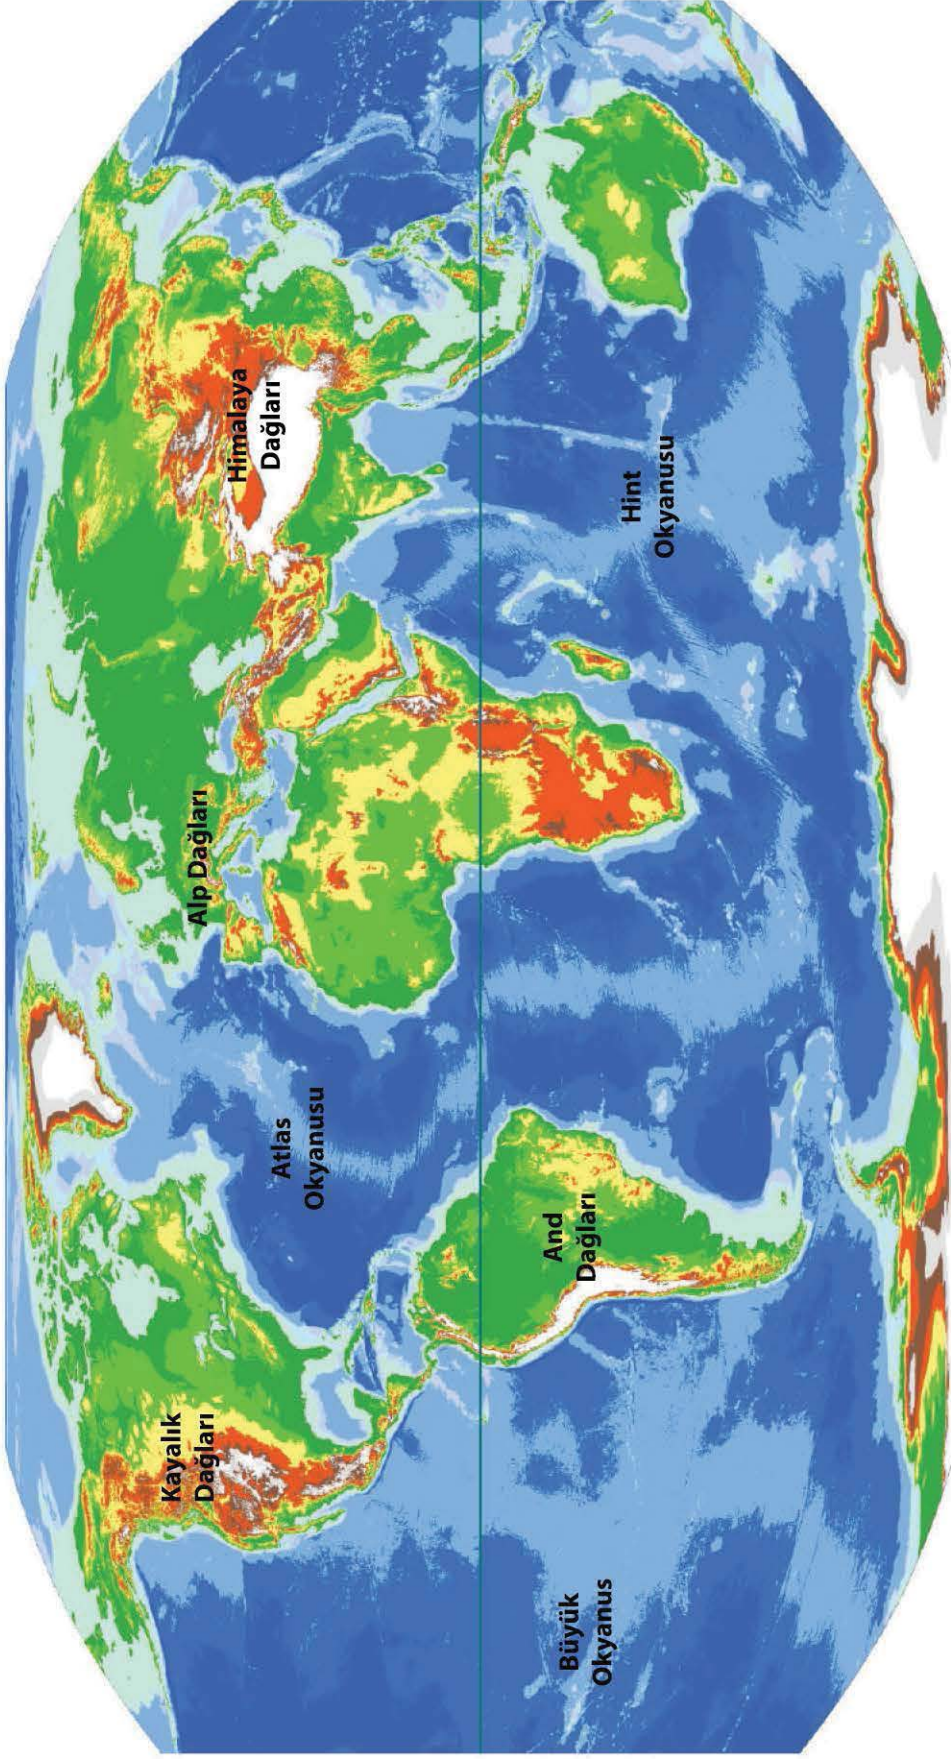 Kayalık
Dağları
Alp Dağları
Himalaya
Dağları
Atlas
Okyanusu
And
Dağları
Büyük
Okyanus
Hint
Okyanusu